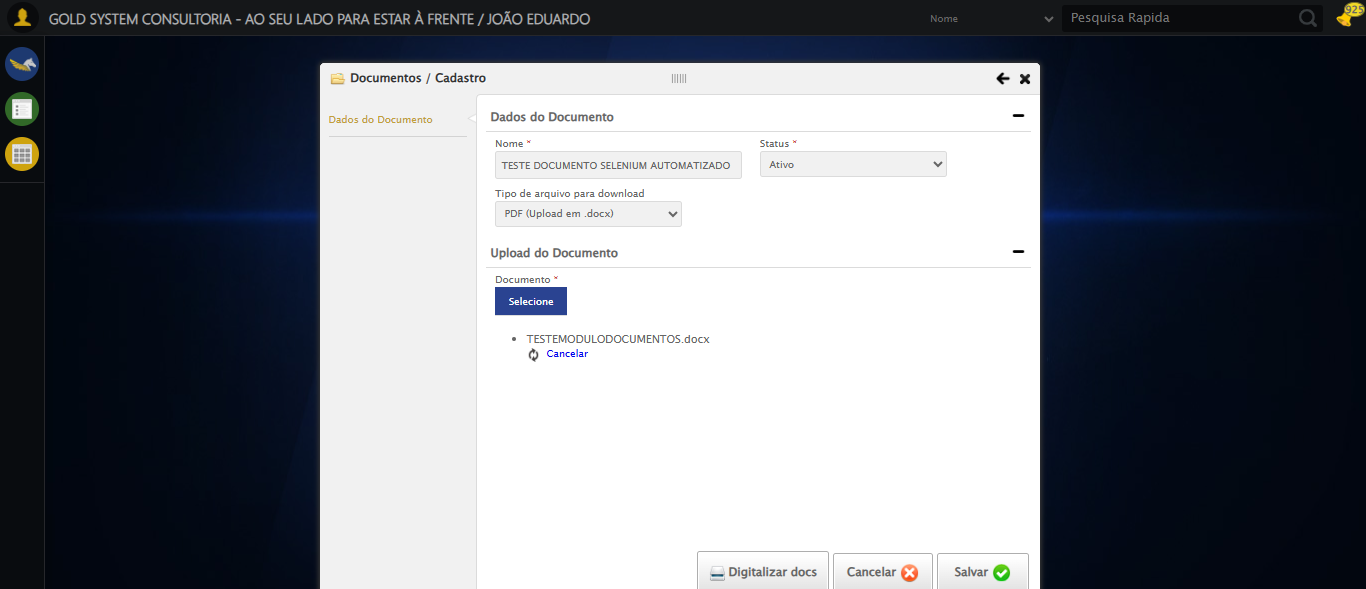 GOLD SYSTEM CONSULTORIA - AO SEU LADO PARA ESTAR À FRENTE / JOÃO EDUARDO
Nome
Pesquisa Rapida
925
Documentos / Cadastro
Dados do Documento
Dados do Documento
Nome *
Status *
TESTE DOCUMENTO SELENIUM AUTOMATIZADO
Ativo
Tipo de arquivo para download
PDF (Upload em .docx)
Upload do Documento
Documento *
Selecione
TESTEMODULODOCUMENTOS.docx
Cancelar
Digitalizar docs
Cancelar
Salvar